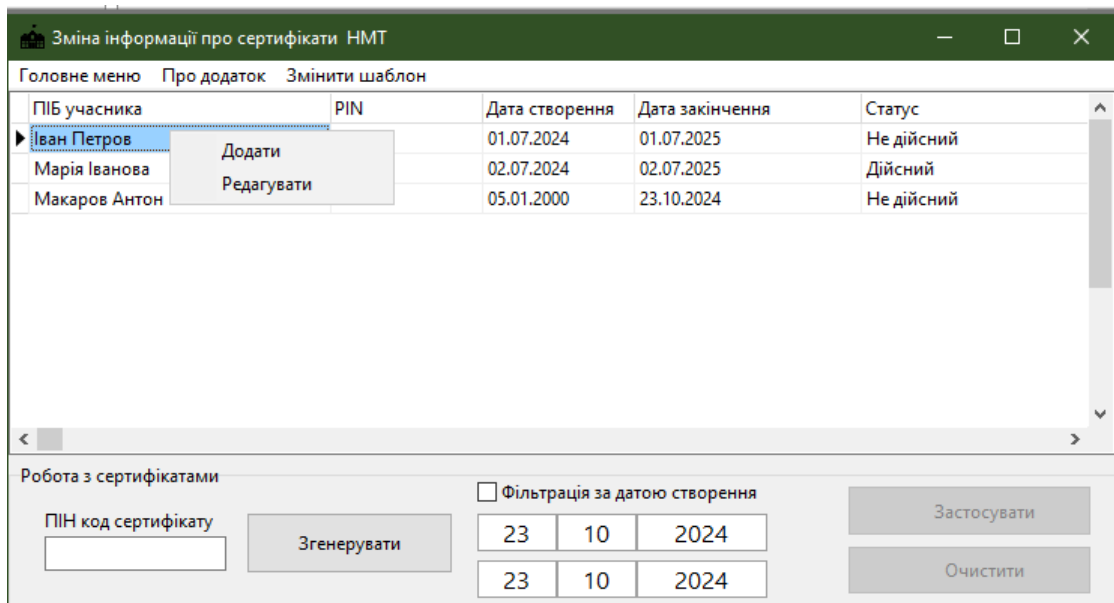 Зміна інформації про сертифікати НМТ
Головне меню Про додаток Змінити шаблон
ПІБ учасника PIN Дата створення Дата закінчення Статус
Іван Петров 01.07.2024 01.07.2025 Не дійсний
Додати
Марія Іванова 02.07.2024 02.07.2025 Дійсний
Редагувати
Макаров Антон 05.01.2000 23.10.2024 Не дійсний
Робота з сертифікатами
Фільтрація за датою створення
ПІН код сертифікату
Згенерувати
23 10 2024
23 10 2024
Застосувати
Очистити